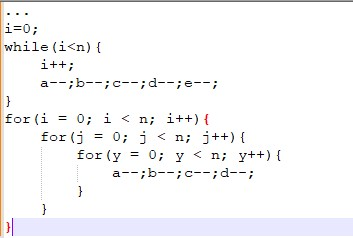 ...
i=0;
while(i<n){
i++;
a--;b--;c--;d--;e--;
}
for(i = 0; i < n; i++){
for(j = 0; j < n; j++){
for(y = 0; y < n; y++){
a--;b--;c--;d--;
}
}
}